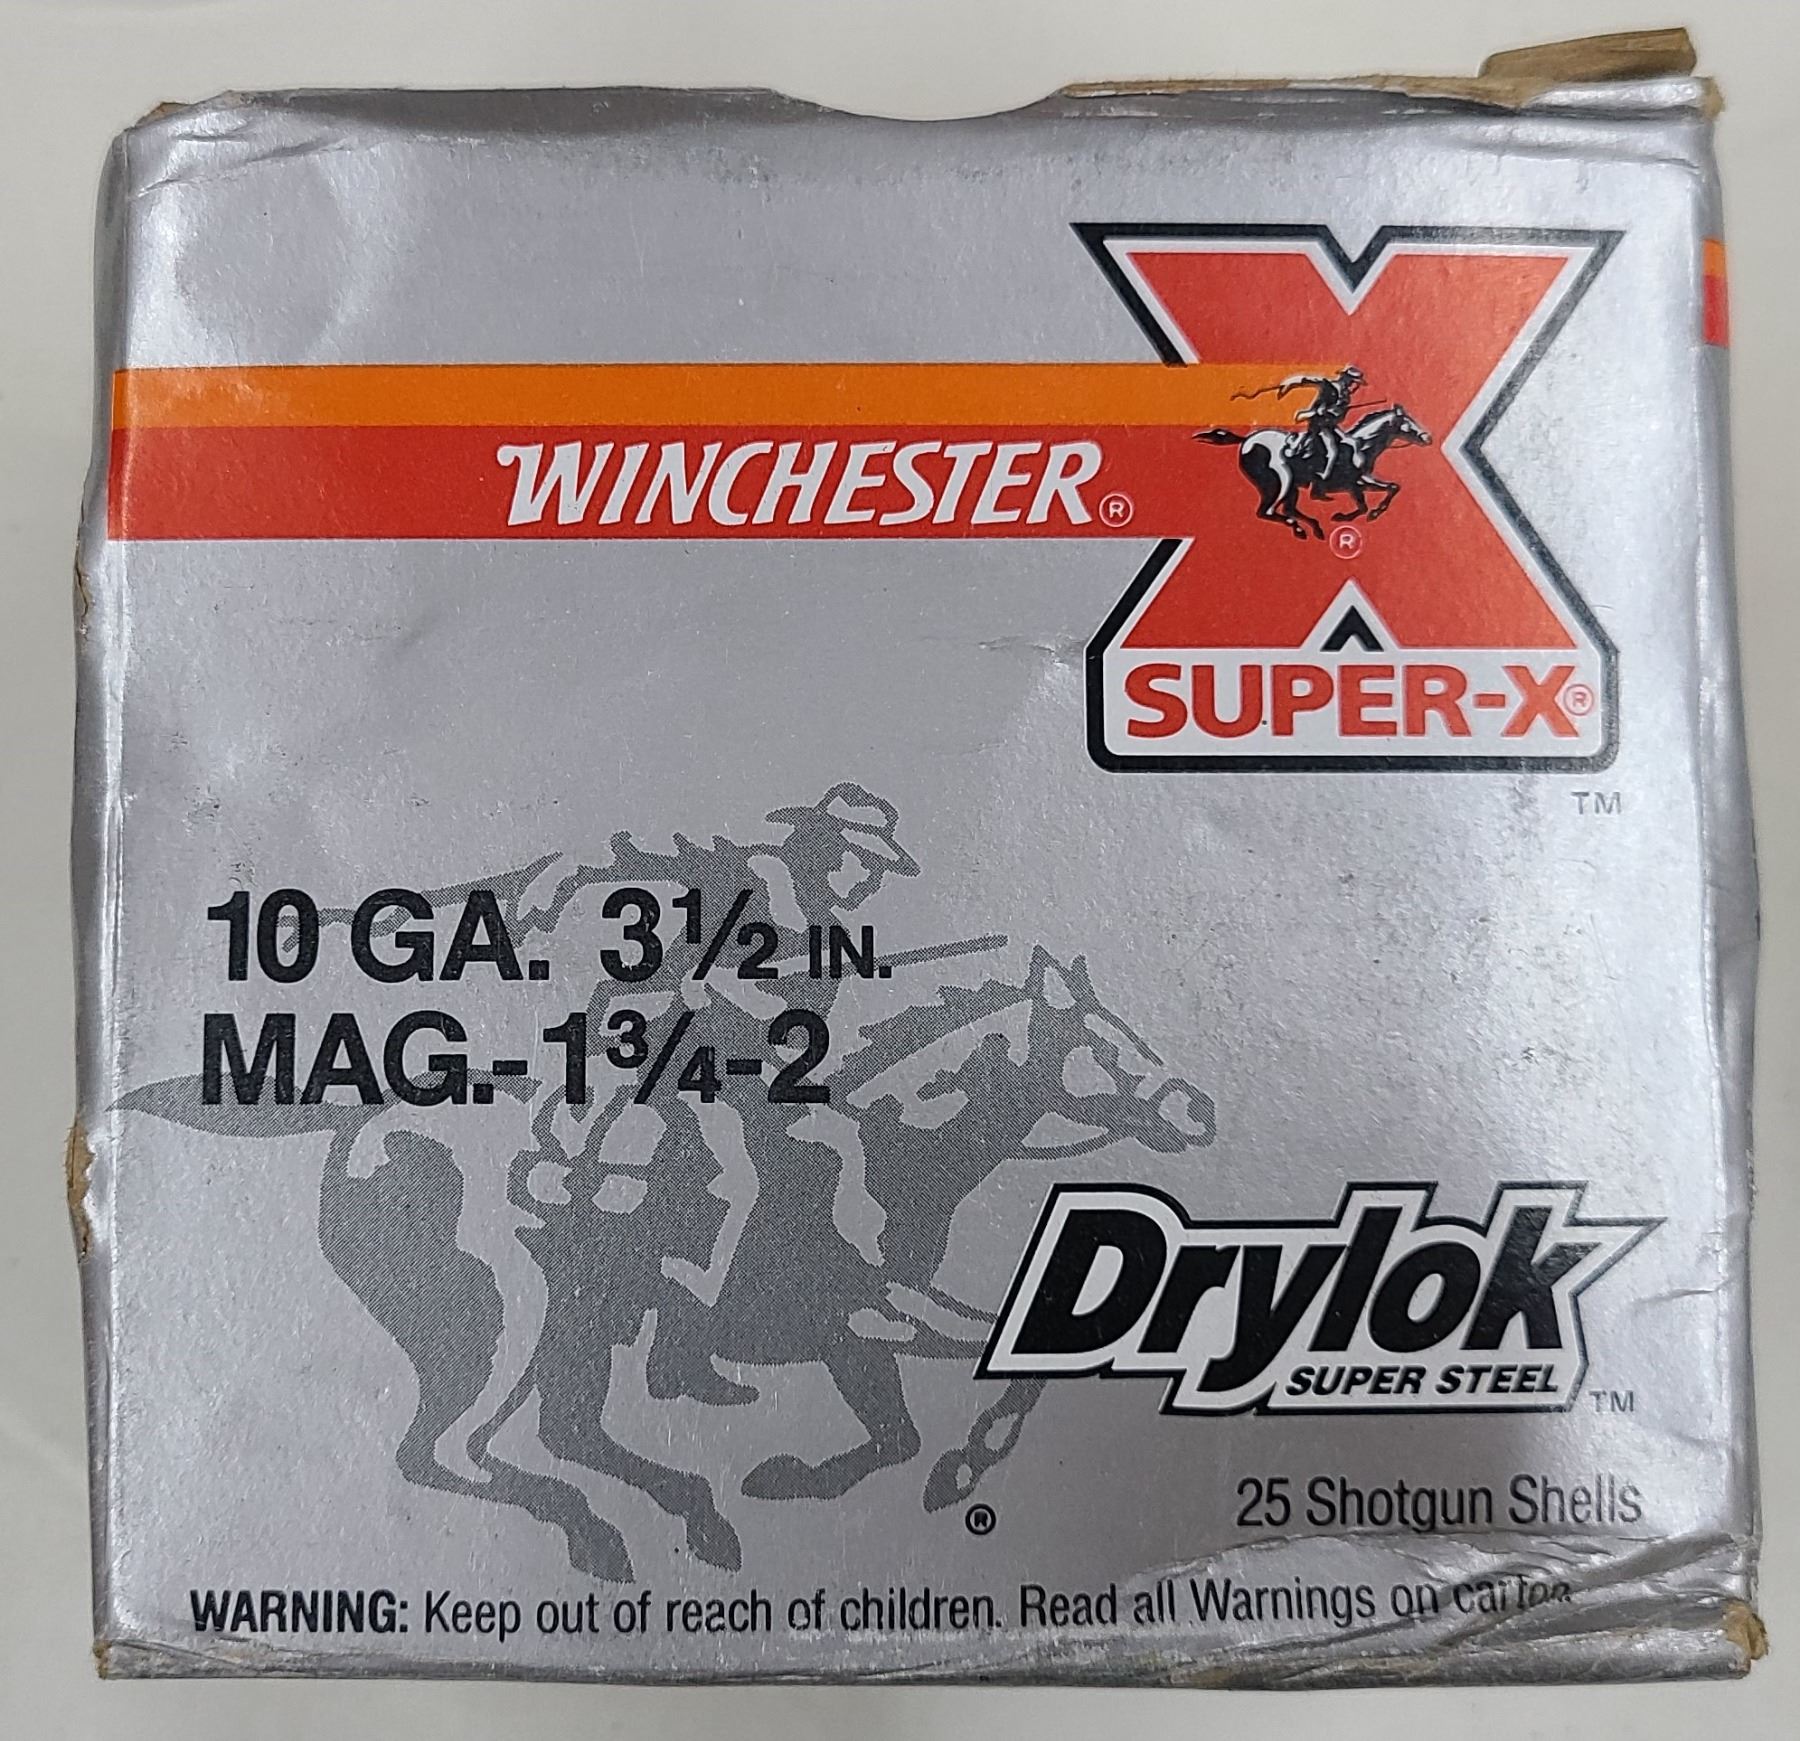 WINCHESTER®
®
SUPER-X®
TM
10 GA. 3½ IN.
MAG.-1¾-2
Drylok
SUPER STEEL
TM
25 Shotgun Shells
®
WARNING: Keep out of reach of children. Read all Warnings on carton.